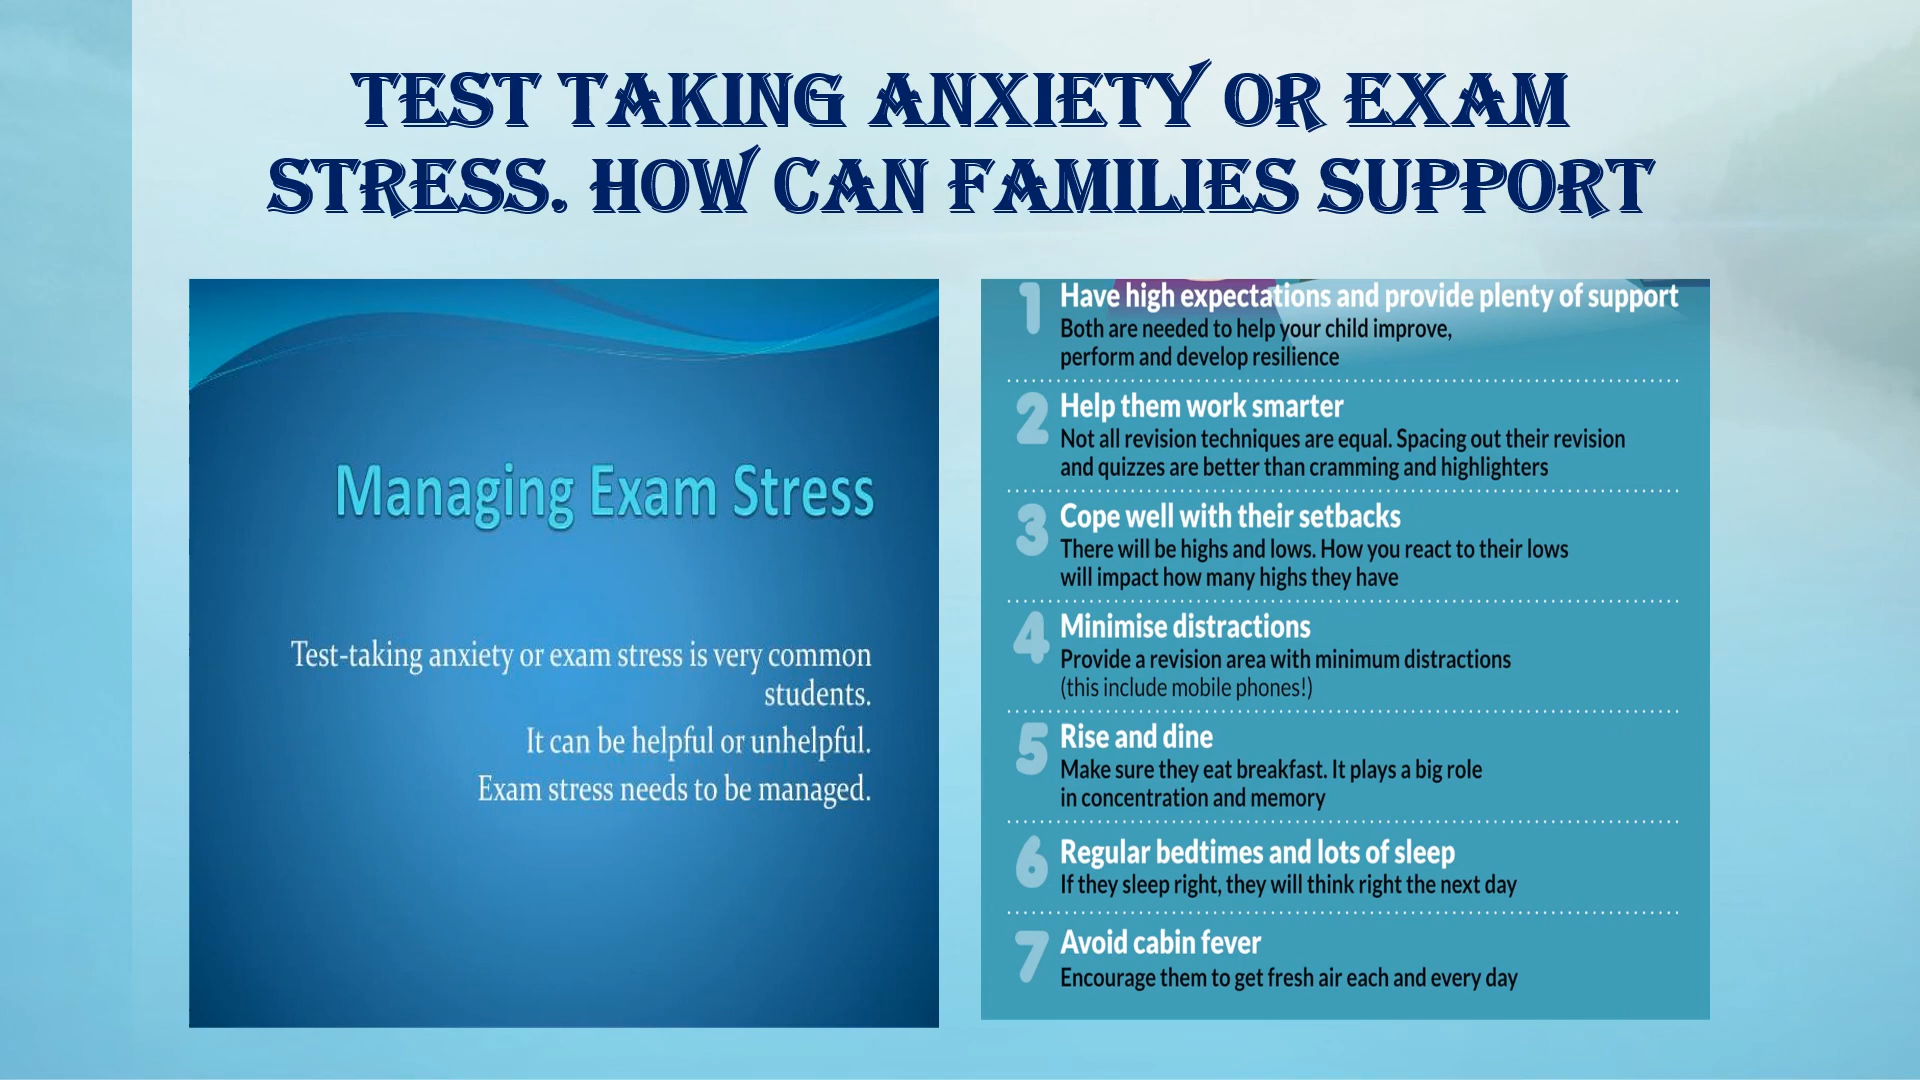 TEST TAKING ANXIETY OR EXAM
STRESS. HOW CAN FAMILIES SUPPORT
Managing Exam Stress
Test-taking anxiety or exam stress is very common
students.
It can be helpful or unhelpful.
Exam stress needs to be managed.
1 Have high expectations and provide plenty of support
Both are needed to help your child improve,
perform and develop resilience
2 Help them work smarter
Not all revision techniques are equal. Spacing out their revision
and quizzes are better than cramming and highlighters
3 Cope well with their setbacks
There will be highs and lows. How you react to their lows
will impact how many highs they have
4 Minimise distractions
Provide a revision area with minimum distractions
(this include mobile phones!)
5 Rise and dine
Make sure they eat breakfast. It plays a big role
in concentration and memory
6 Regular bedtimes and lots of sleep
If they sleep right, they will think right the next day
7 Avoid cabin fever
Encourage them to get fresh air each and every day